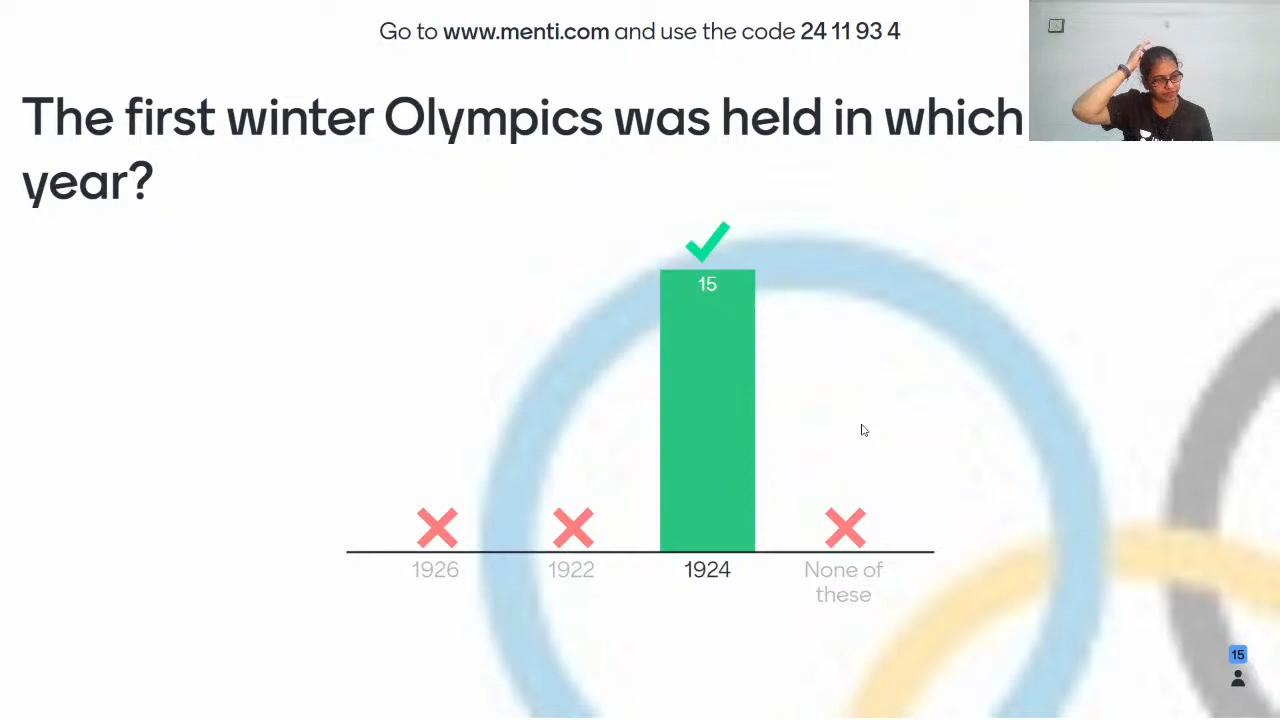 Go to www.menti.com and use the code 24 11 93 4
The first winter Olympics was held in which
year?
15
1926
1922
1924
None of
these
15